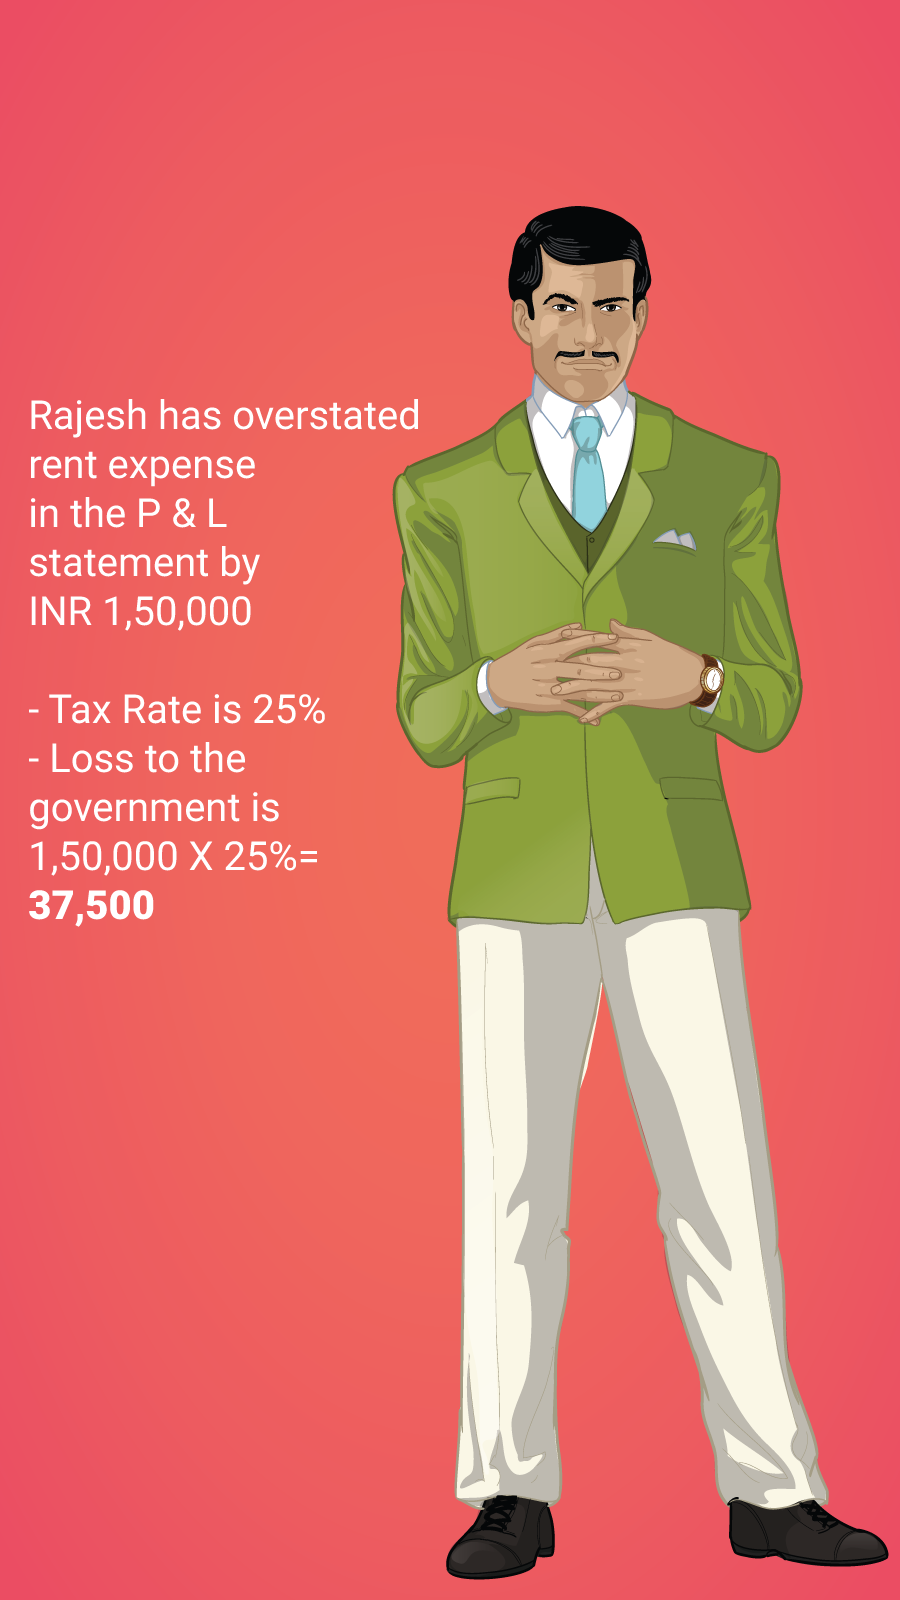 Rajesh has overstated
rent expense
in the P & L
statement by
INR 1,50,000
- Tax Rate is 25%
- Loss to the
government is
1,50,000 X 25%=
37,500